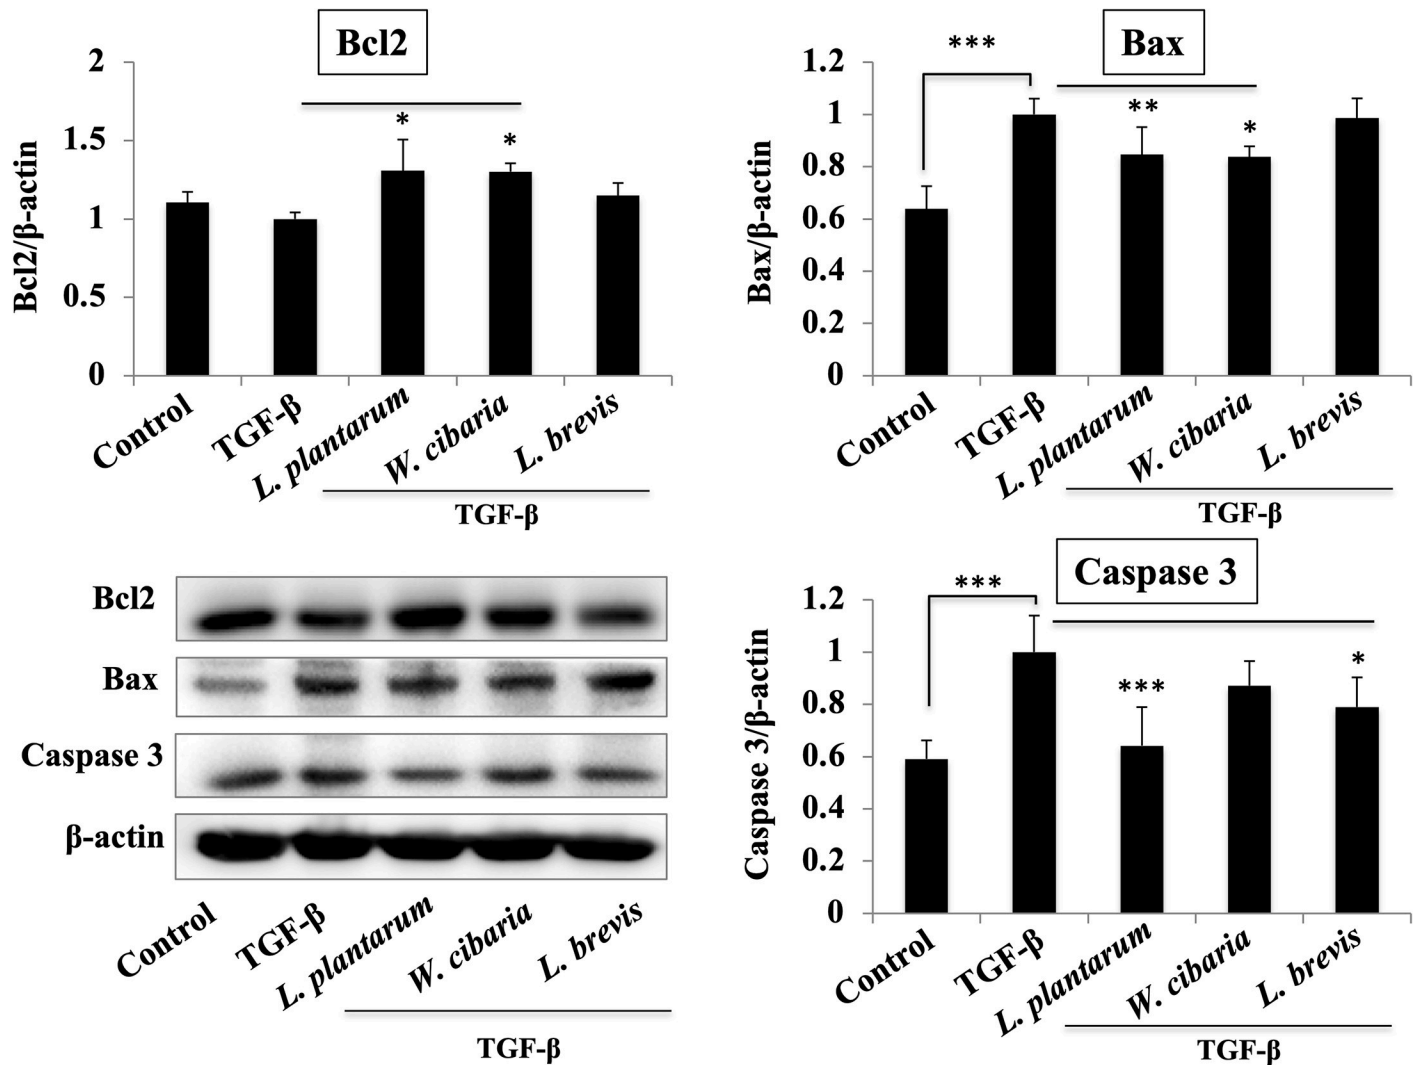 Bcl2
2
1.5
1
0.5
0
Bcl2/β-actin
*
*
Control
TGF-β
L. plantarum
W. cibaria
L. brevis
TGF-β
Bax
1.2
1
0.8
0.6
0.4
0.2
0
Bax/β-actin
***
**
*
Control
TGF-β
L. plantarum
W. cibaria
L. brevis
TGF-β
Bcl2
Bax
Caspase 3
β-actin
Control
TGF-β
L. plantarum
W. cibaria
L. brevis
TGF-β
Caspase 3
1.2
1
0.8
0.6
0.4
0.2
0
Caspase 3/β-actin
***
***
*
Control
TGF-β
L. plantarum
W. cibaria
L. brevis
TGF-β